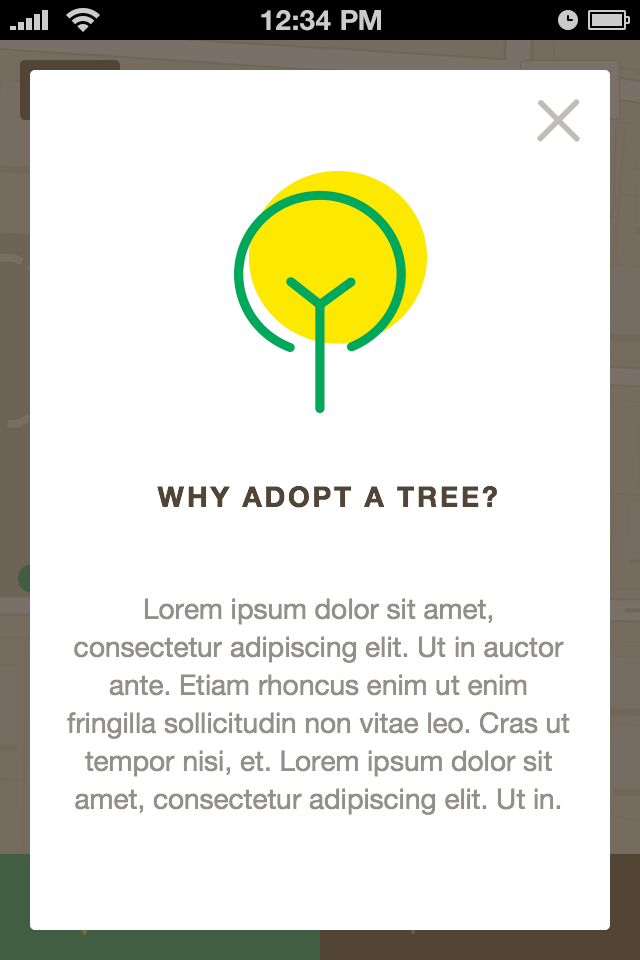 12:34 PM
WHY ADOPT A TREE?
Lorem ipsum dolor sit amet,
consectetur adipiscing elit. Ut in auctor
ante. Etiam rhoncus enim ut enim
fringilla sollicitudin non vitae leo. Cras ut
tempor nisi, et. Lorem ipsum dolor sit
amet, consectetur adipiscing elit. Ut in.